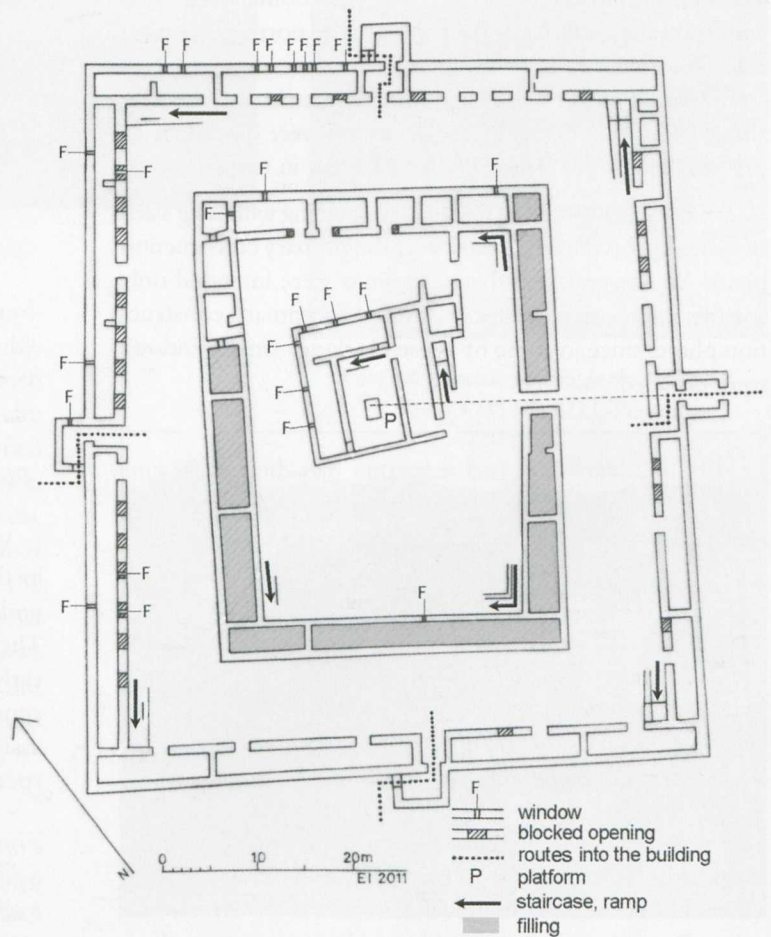 F F F F F F F F
F
F F F
F
F F
F
F
F
F
F
F
P
F
F F
F
N
0 10 20m
EI 2011
F
window
blocked opening
routes into the building
P platform
staircase, ramp
filling